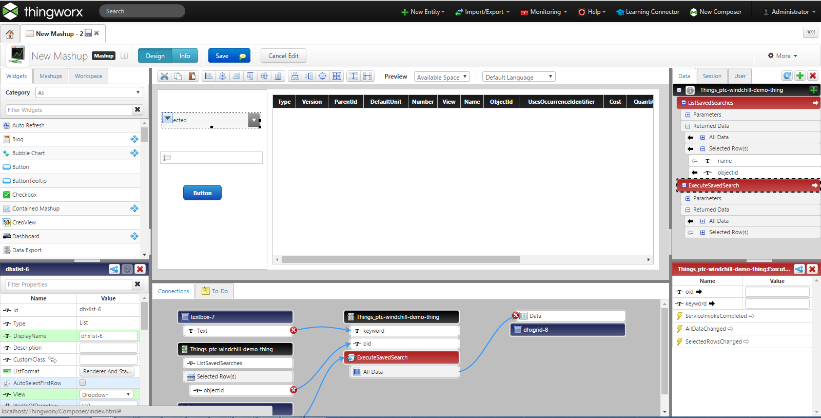 thingworx
Search
New Entity
Import/Export
Monitoring
Help
Learning Connector
New Composer
Administrator
New Mashup - 2
New Mashup
Mashup
Design
Info
Save
Cancel Edit
More
Widgets
Mashups
Workspace
Category
All
Filter Widgets
Auto Refresh
Blog
Bubble Chart
Button
ButtonTooltip
Checkbox
Contained Mashup
CreoView
Dashboard
Data Export
Preview
Available Space
Default Language
ected
Button
Type Version ParentId DefaultUnit Number View Name ObjectId UsesOccurrenceIdentifier Cost Quantit
Data
Session
User
Things_ptc-windchill-demo-thing
ListSavedSearches
Parameters
Returned Data
All Data
Selected Row(s)
name
objectId
ExecuteSavedSearch
Parameters
Returned Data
All Data
Selected Row(s)
dhxlist-6
Filter Properties
Name Value
Id dhxlist-6
Type List
DisplayName dhxlist-6
Description
CustomClass
ListFormat Renderer And Sta...
AutoSelectFirstRow
View Dropdown
localhost/Thingworx/Composer/index.html#
Connections
To-Do
textbox-7
Text
Things_ptc-windchill-demo-thing
ListSavedSearches
Selected Row(s)
objectId
Things_ptc-windchill-demo-thing
keyword
oid
ExecuteSavedSearch
All Data
Data
dhxgrid-8
Things_ptc-windchill-demo-thing:Execut...
Name Value
oid
keyword
ServiceInvokeCompleted
AllDataChanged
SelectedRowsChanged